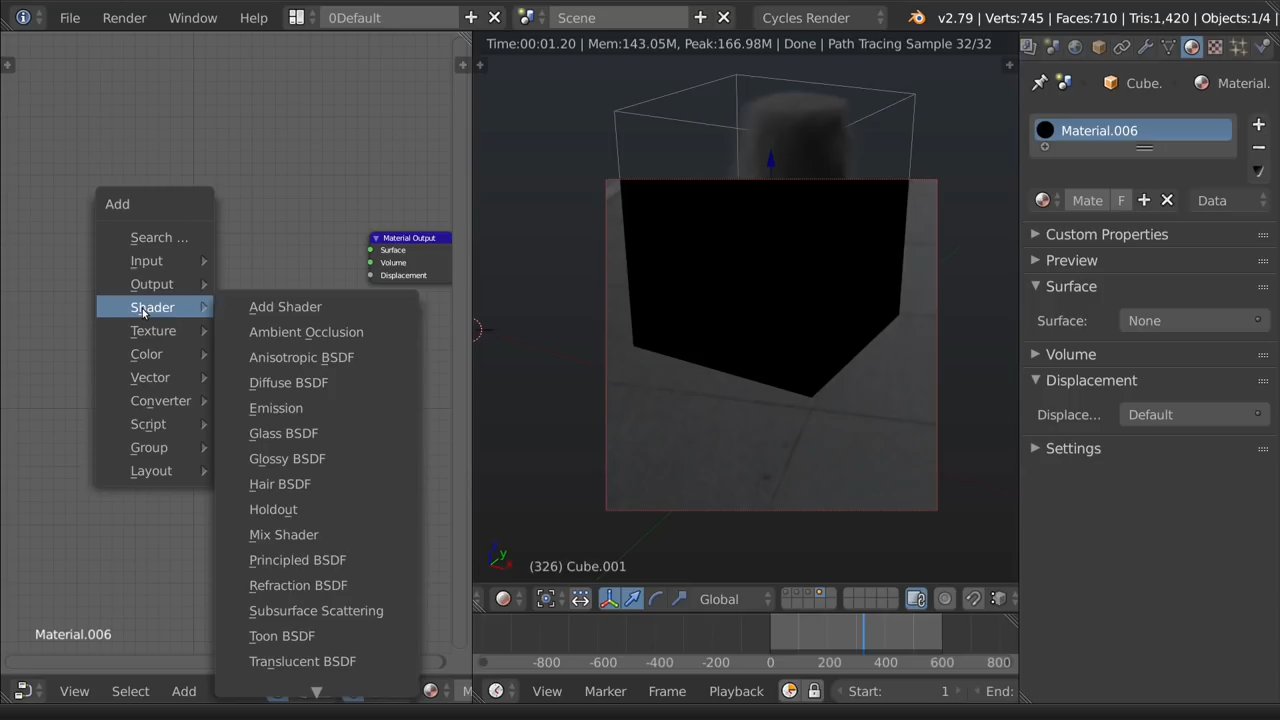 File Render Window Help 0Default Scene Cycles Render v2.79 | Verts:745 | Faces:710 | Tris:1,420 | Objects:1/4
Time:00:01.20 | Mem:143.05M, Peak:166.98M | Done | Path Tracing Sample 32/32
Cube. Material.
Material.006
Mate F Data
Custom Properties
Preview
Surface
Surface: None
Volume
Displacement
Displace... Default
Settings
Add
Search ...
Input
Output
Shader
Texture
Color
Vector
Converter
Script
Group
Layout
Material Output
Surface
Volume
Displacement
Add Shader
Ambient Occlusion
Anisotropic BSDF
Diffuse BSDF
Emission
Glass BSDF
Glossy BSDF
Hair BSDF
Holdout
Mix Shader
Principled BSDF
Refraction BSDF
Subsurface Scattering
Toon BSDF
Translucent BSDF
z y
(326) Cube.001
Global
Material.006
-800 -600 -400 -200 0 200 400 600 800
View Select Add M
View Marker Frame Playback Start: 1 End: